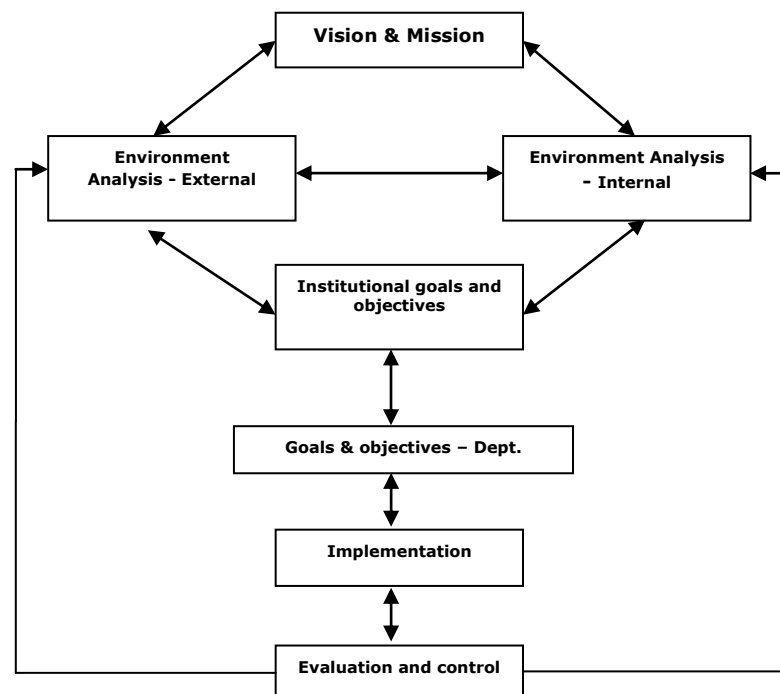 Vision & Mission
Environment
Analysis - External
Environment Analysis
- Internal
Institutional goals and
objectives
Goals & objectives – Dept.
Implementation
Evaluation and control